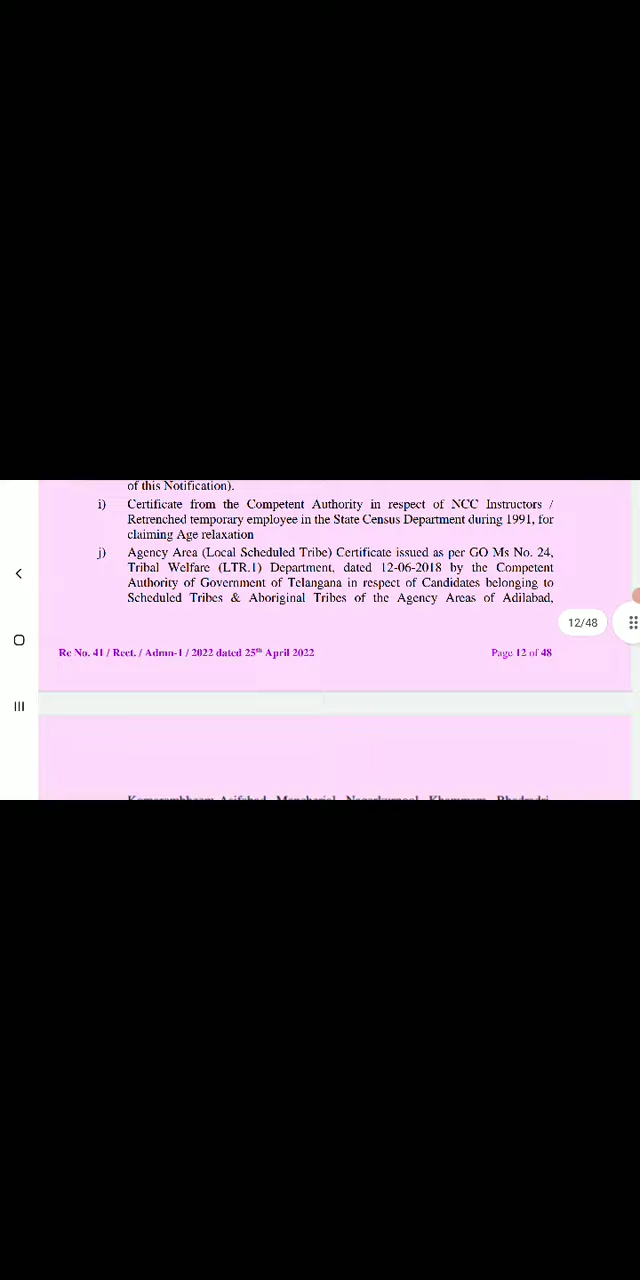 of this Notification).
i) Certificate from the Competent Authority in respect of NCC Instructors /
Retrenched temporary employee in the State Census Department during 1991, for
claiming Age relaxation
j) Agency Area (Local Scheduled Tribe) Certificate issued as per GO Ms No. 24,
Tribal Welfare (LTR.1) Department, dated 12-06-2018 by the Competent
Authority of Government of Telangana in respect of Candidates belonging to
Scheduled Tribes & Aboriginal Tribes of the Agency Areas of Adilabad,
12/48
Rc No. 41 / Rect. / Admn-1 / 2022 dated 25th April 2022 Page 12 of 48